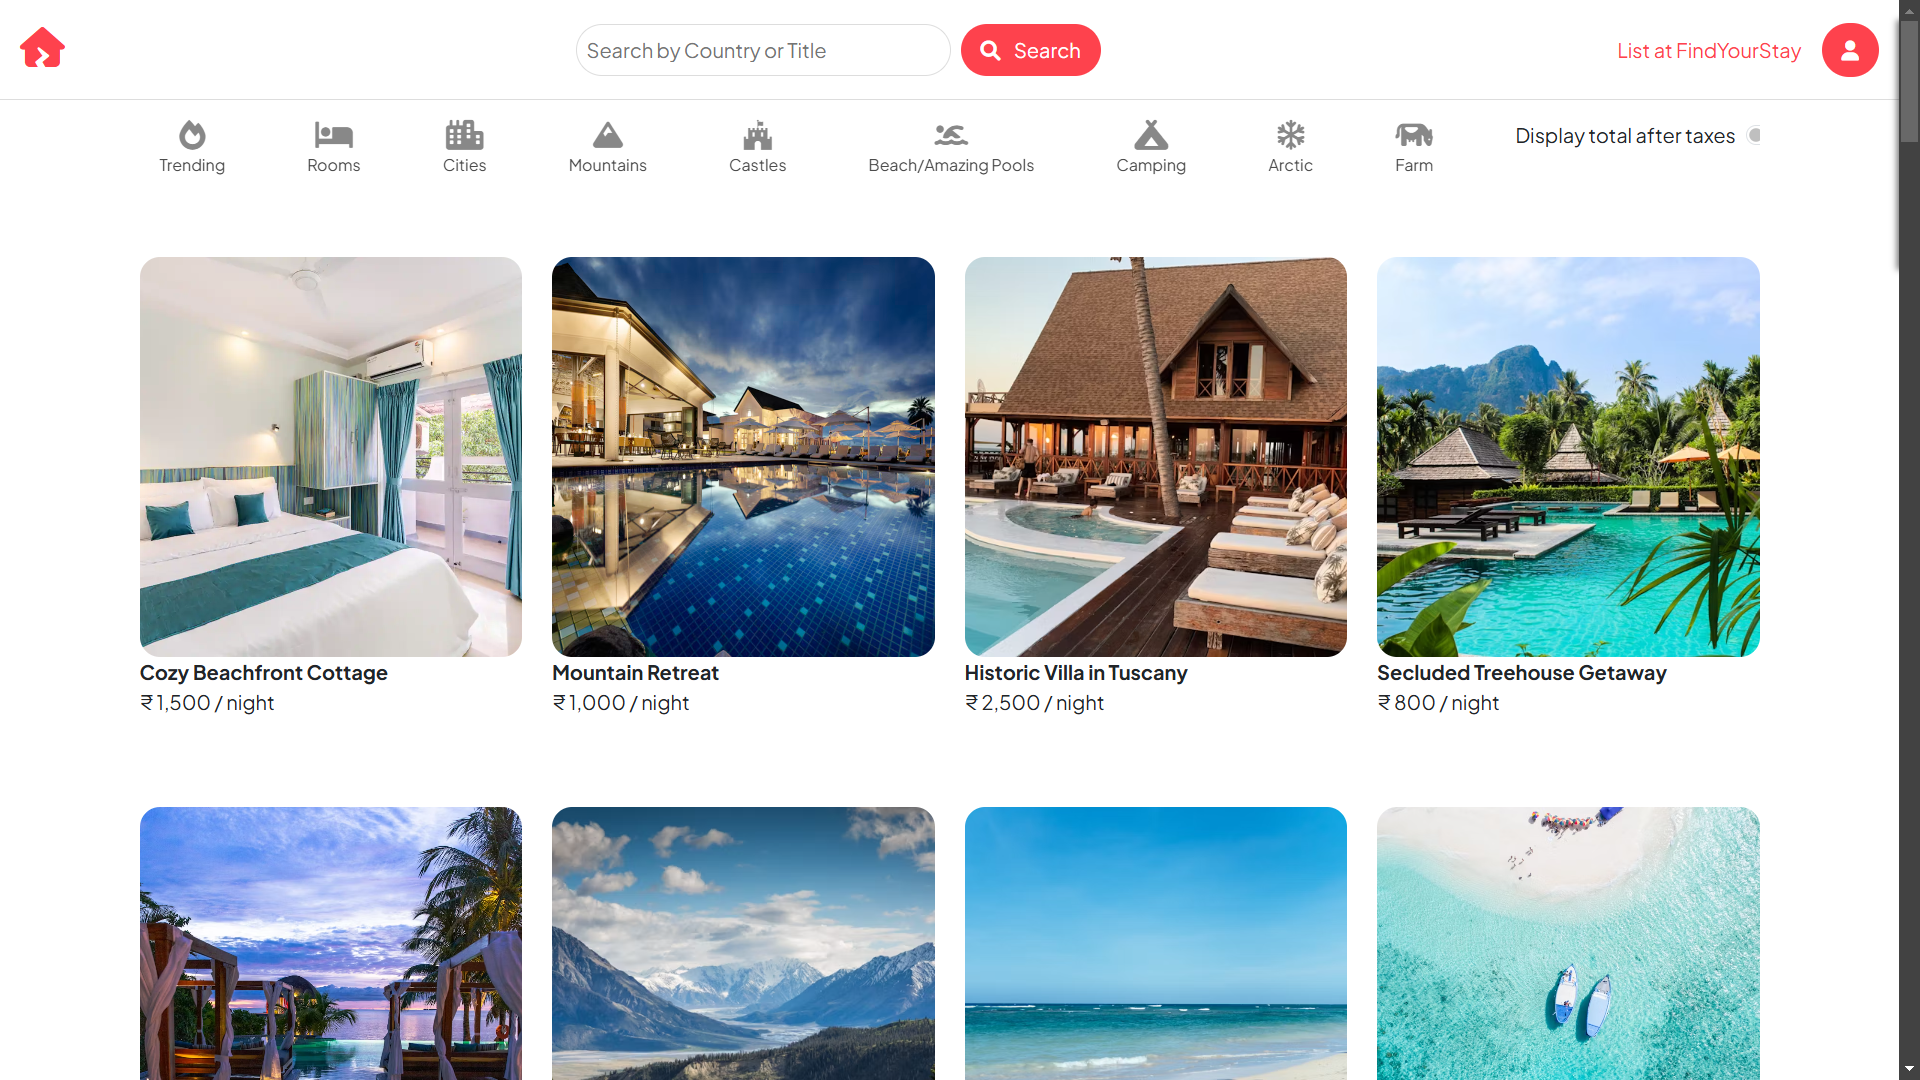 Search by Country or Title
Search
List at FindYourStay
Trending
Rooms
Cities
Mountains
Castles
Beach/Amazing Pools
Camping
Arctic
Farm
Display total after taxes
Cozy Beachfront Cottage
₹ 1,500 / night
Mountain Retreat
₹ 1,000 / night
Historic Villa in Tuscany
₹ 2,500 / night
Secluded Treehouse Getaway
₹ 800 / night